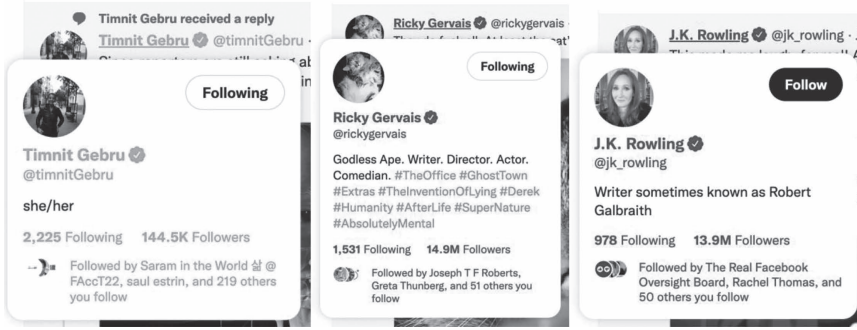 Timnit Gebru received a reply
Timnit Gebru @timnitGebru ·
Following
Timnit Gebru
@timnitGebru
she/her
2,225 Following 144.5K Followers
Followed by Saram in the World 삶 @
FAccT22, saul estrin, and 219 others
you follow
Ricky Gervais @rickygervais ·
Following
Ricky Gervais
@rickygervais
Godless Ape. Writer. Director. Actor.
Comedian. #TheOffice #GhostTown
#Extras #TheInventionOfLying #Derek
#Humanity #AfterLife #SuperNature
#AbsolutelyMental
1,531 Following 14.9M Followers
Followed by Joseph T F Roberts,
Greta Thunberg, and 51 others you
follow
J.K. Rowling @jk_rowling ·
Follow
J.K. Rowling
@jk_rowling
Writer sometimes known as Robert
Galbraith
978 Following 13.9M Followers
Followed by The Real Facebook
Oversight Board, Rachel Thomas, and
50 others you follow